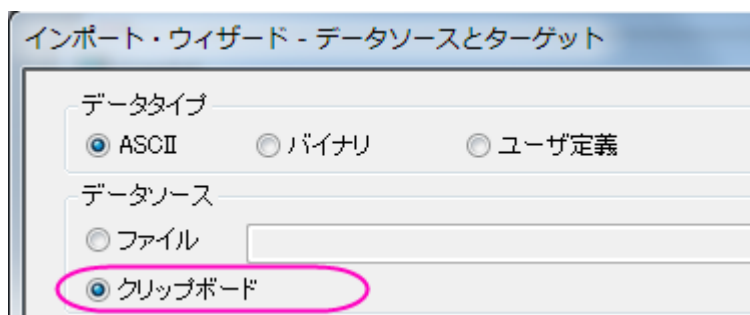 インポート・ウィザード - データソースとターゲット
データタイプ
ASCII バイナリ ユーザ定義
データソース
ファイル
クリップボード